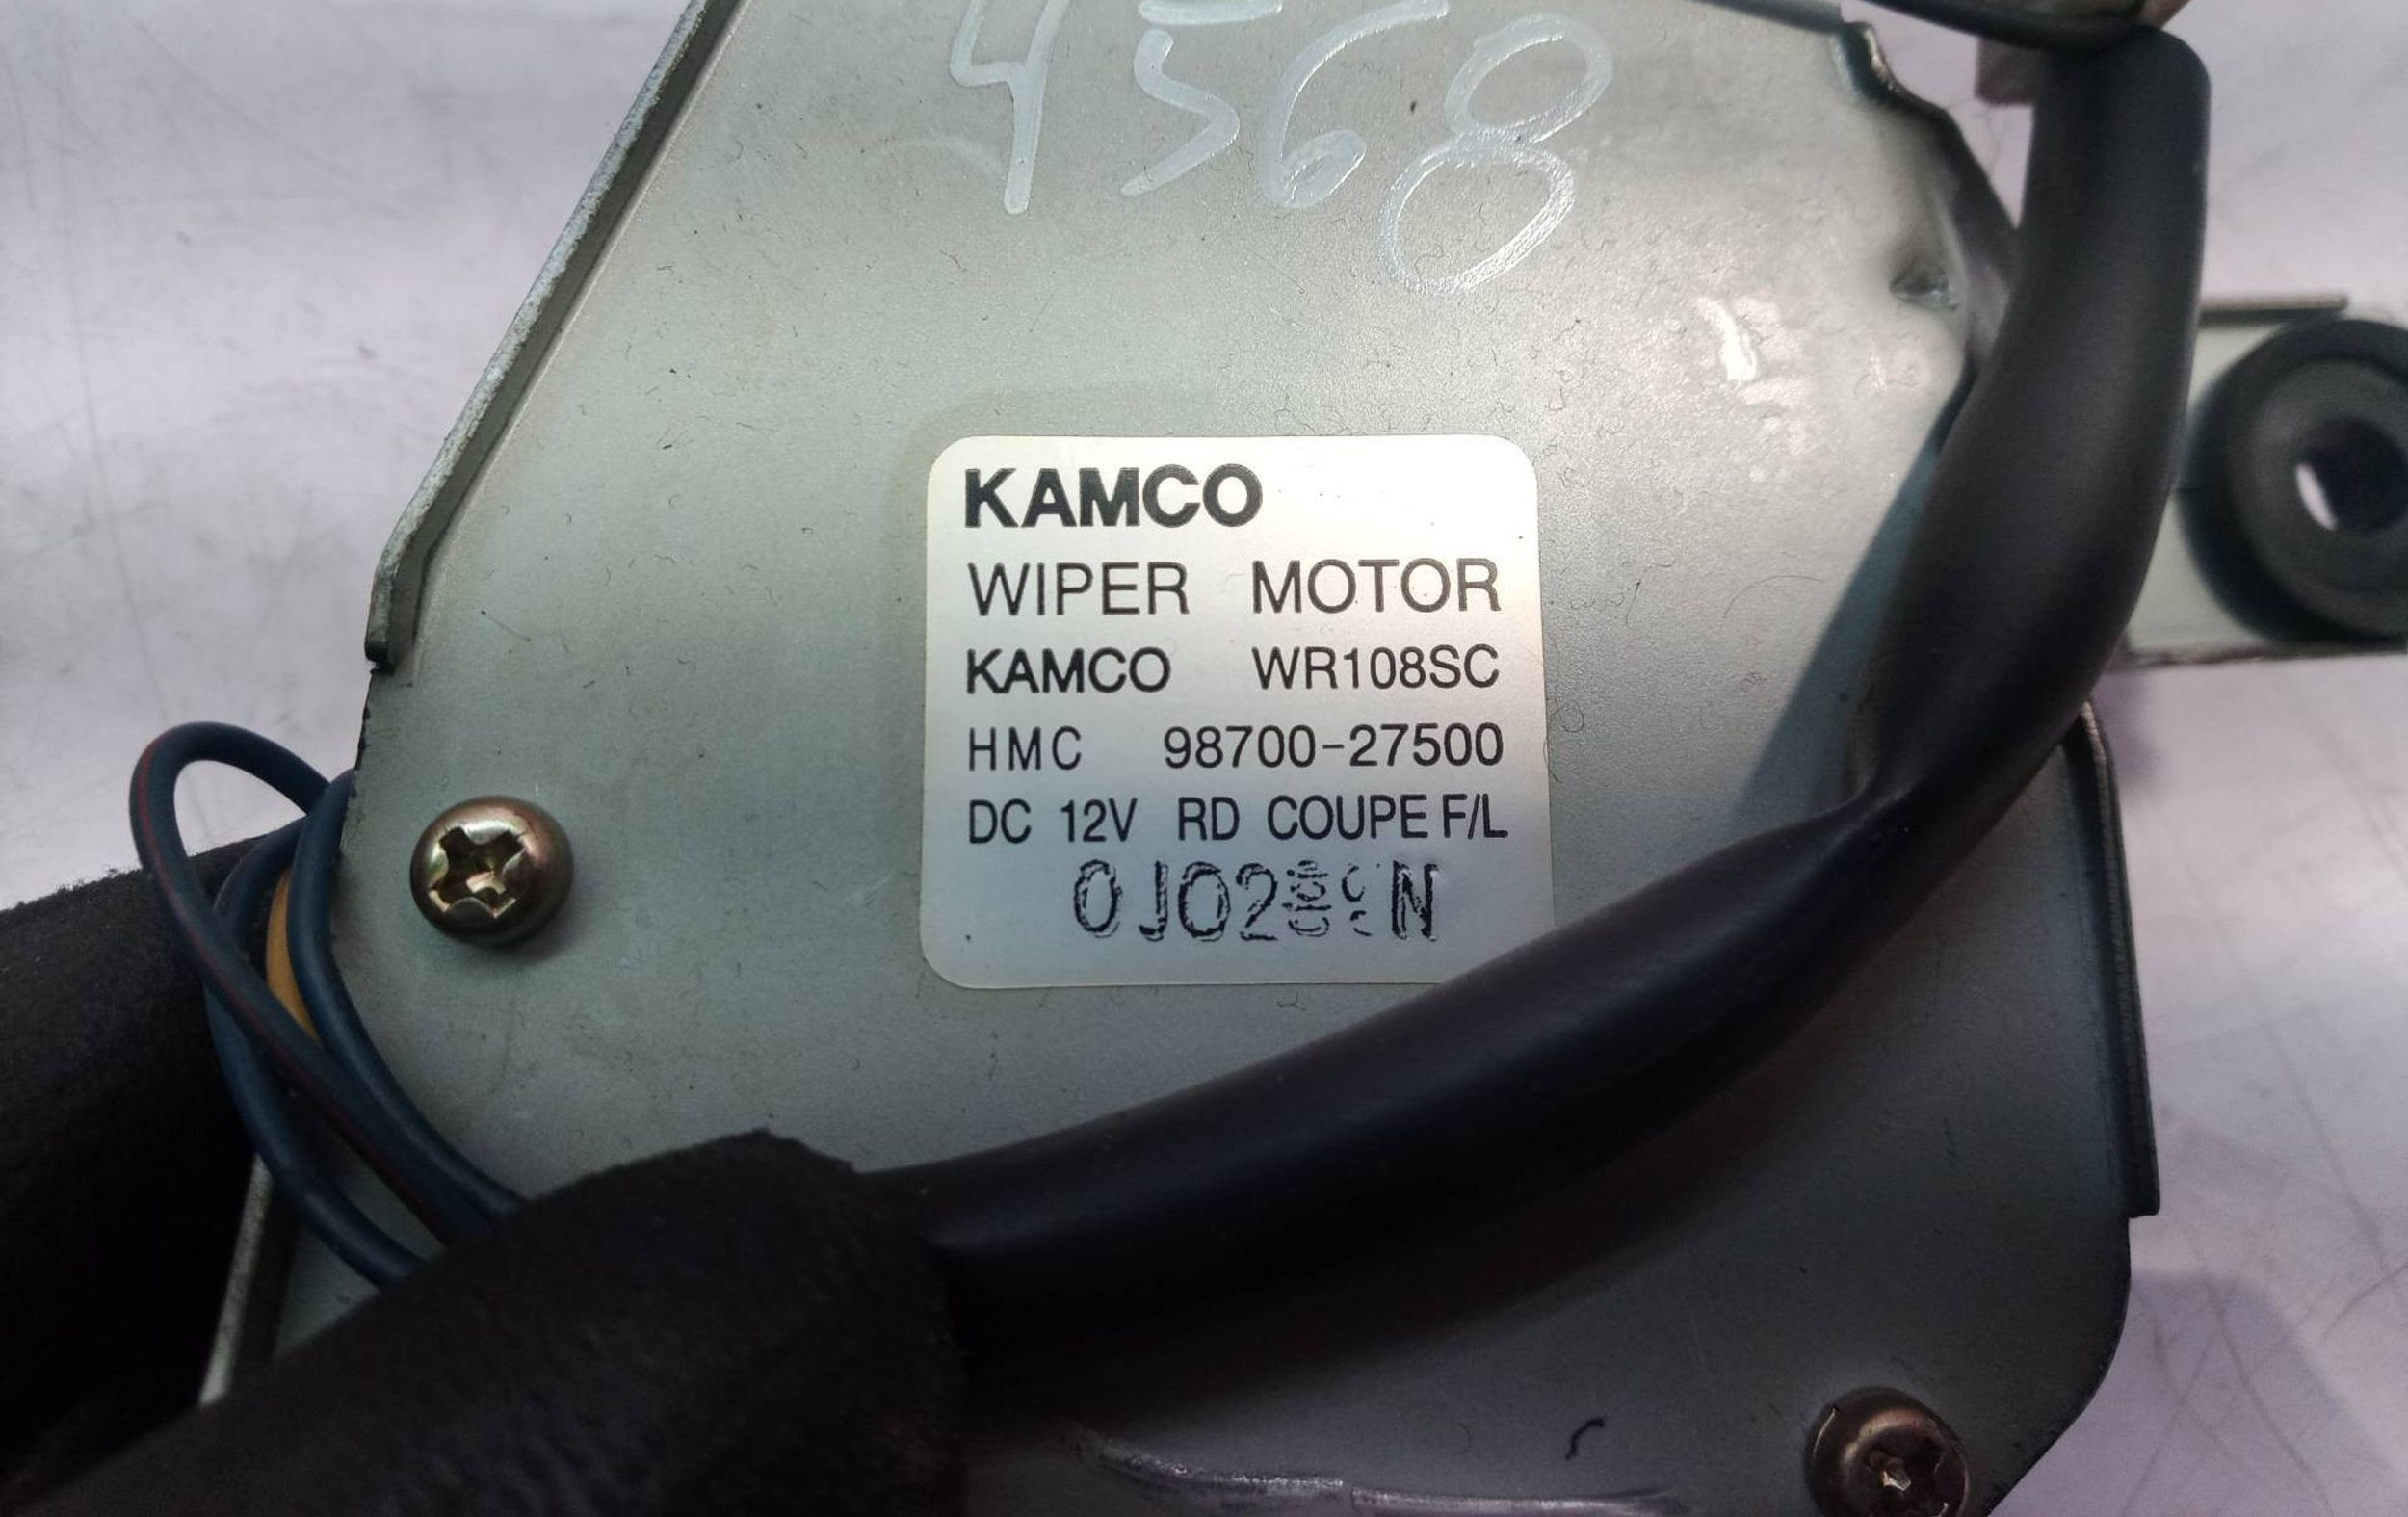 4568
KAMCO
WIPER MOTOR
KAMCO WR108SC
HMC 98700-27500
DC 12V RD COUPE F/L